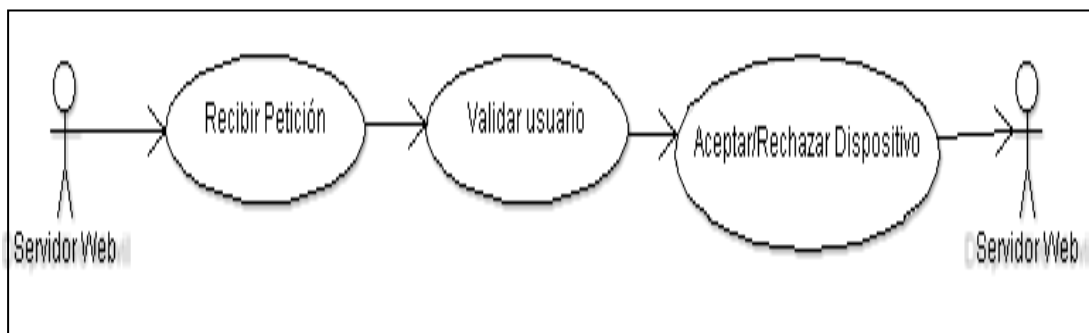 Recibir Petición
Validar usuario
Aceptar/Rechazar Dispositivo
Servidor Web
Servidor Web